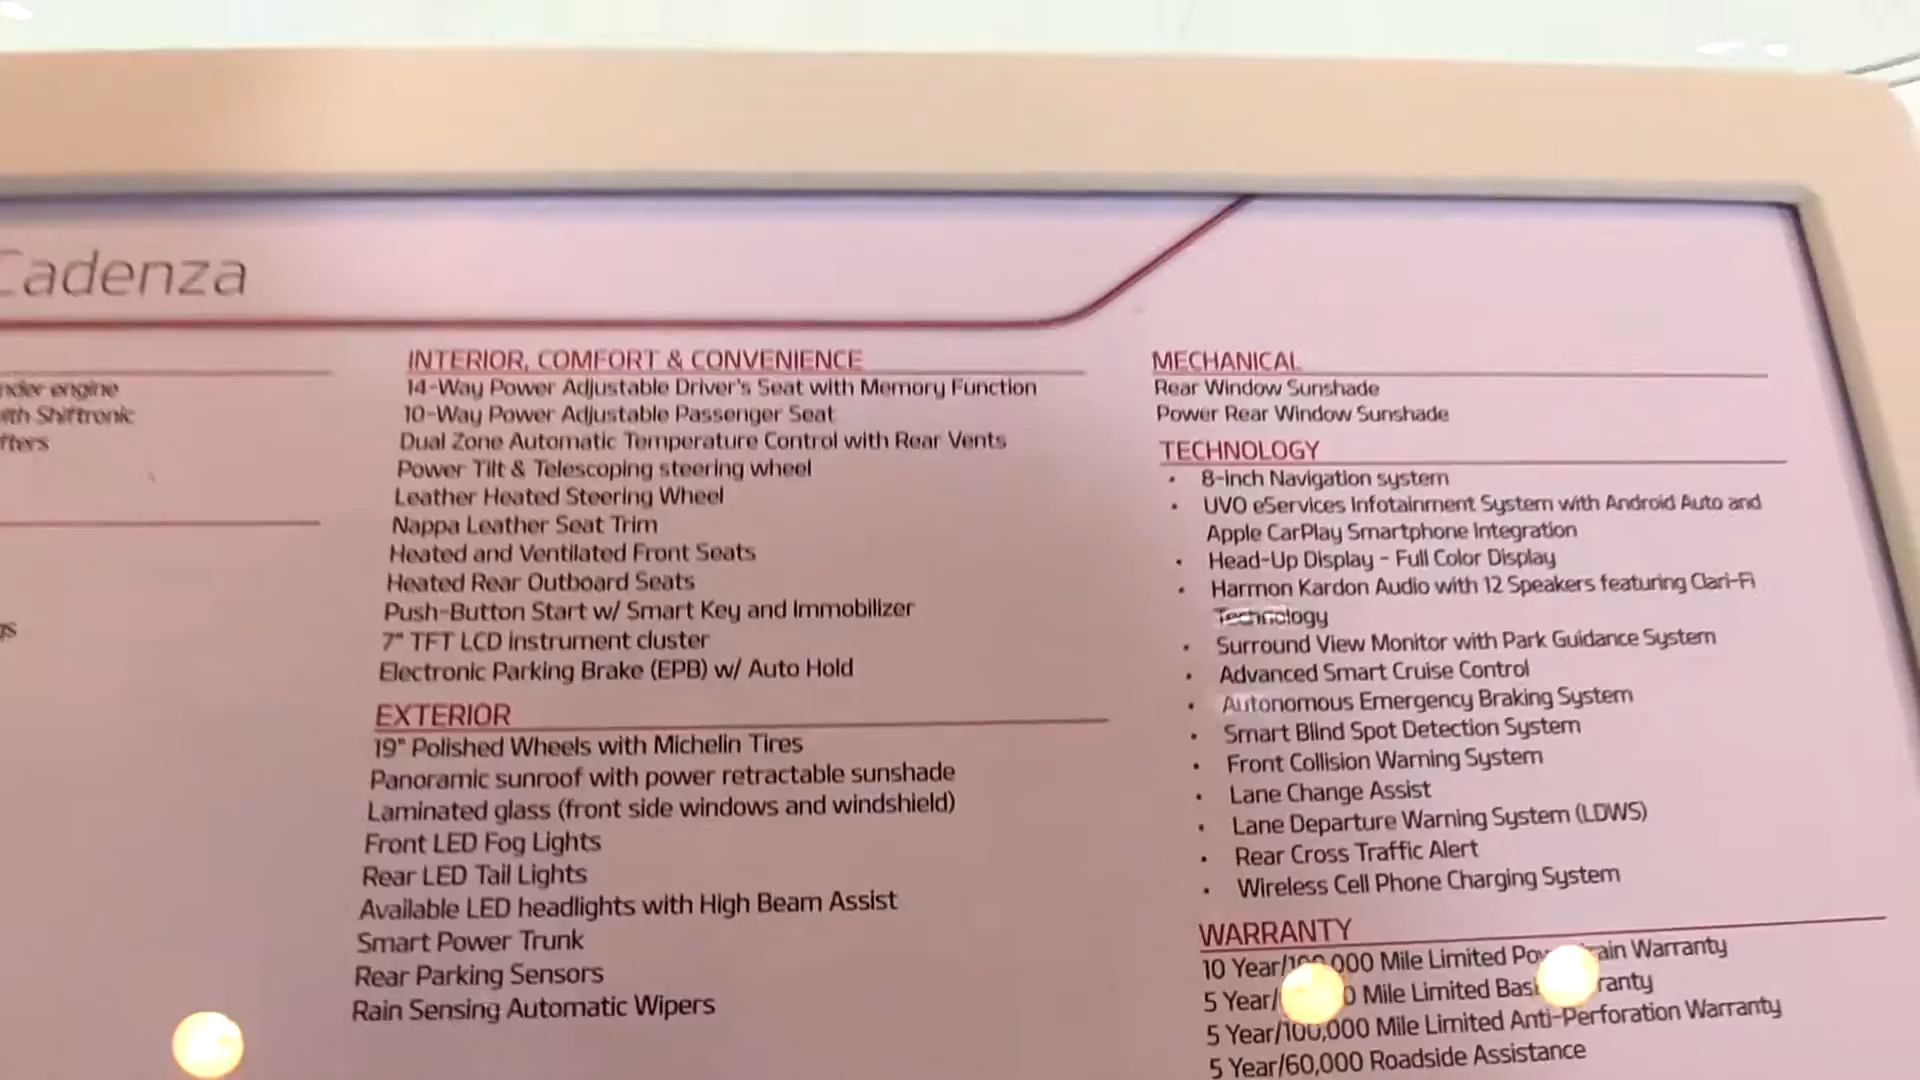 Cadenza
nder engine
ith Shiftronic
fters
gs
INTERIOR, COMFORT & CONVENIENCE
14-Way Power Adjustable Driver's Seat with Memory Function
10-Way Power Adjustable Passenger Seat
Dual Zone Automatic Temperature Control with Rear Vents
Power Tilt & Telescoping steering wheel
Leather Heated Steering Wheel
Nappa Leather Seat Trim
Heated and Ventilated Front Seats
Heated Rear Outboard Seats
Push-Button Start w/ Smart Key and Immobilizer
7" TFT LCD instrument cluster
Electronic Parking Brake (EPB) w/ Auto Hold
EXTERIOR
19" Polished Wheels with Michelin Tires
Panoramic sunroof with power retractable sunshade
Laminated glass (front side windows and windshield)
Front LED Fog Lights
Rear LED Tail Lights
Available LED headlights with High Beam Assist
Smart Power Trunk
Rear Parking Sensors
Rain Sensing Automatic Wipers
MECHANICAL
Rear Window Sunshade
Power Rear Window Sunshade
TECHNOLOGY
• 8-inch Navigation system
• UVO eServices Infotainment System with Android Auto and
Apple CarPlay Smartphone Integration
• Head-Up Display - Full Color Display
• Harmon Kardon Audio with 12 Speakers featuring Clari-Fi
Technology
• Surround View Monitor with Park Guidance System
• Advanced Smart Cruise Control
• Autonomous Emergency Braking System
• Smart Blind Spot Detection System
• Front Collision Warning System
• Lane Change Assist
• Lane Departure Warning System (LDWS)
• Rear Cross Traffic Alert
• Wireless Cell Phone Charging System
WARRANTY
10 Year/100,000 Mile Limited Warranty
5 Year/ Mile Limited
5 Year/100,000 Mile Limited Anti-Perforation Warranty
5 Year/60,000 Roadside Assistance